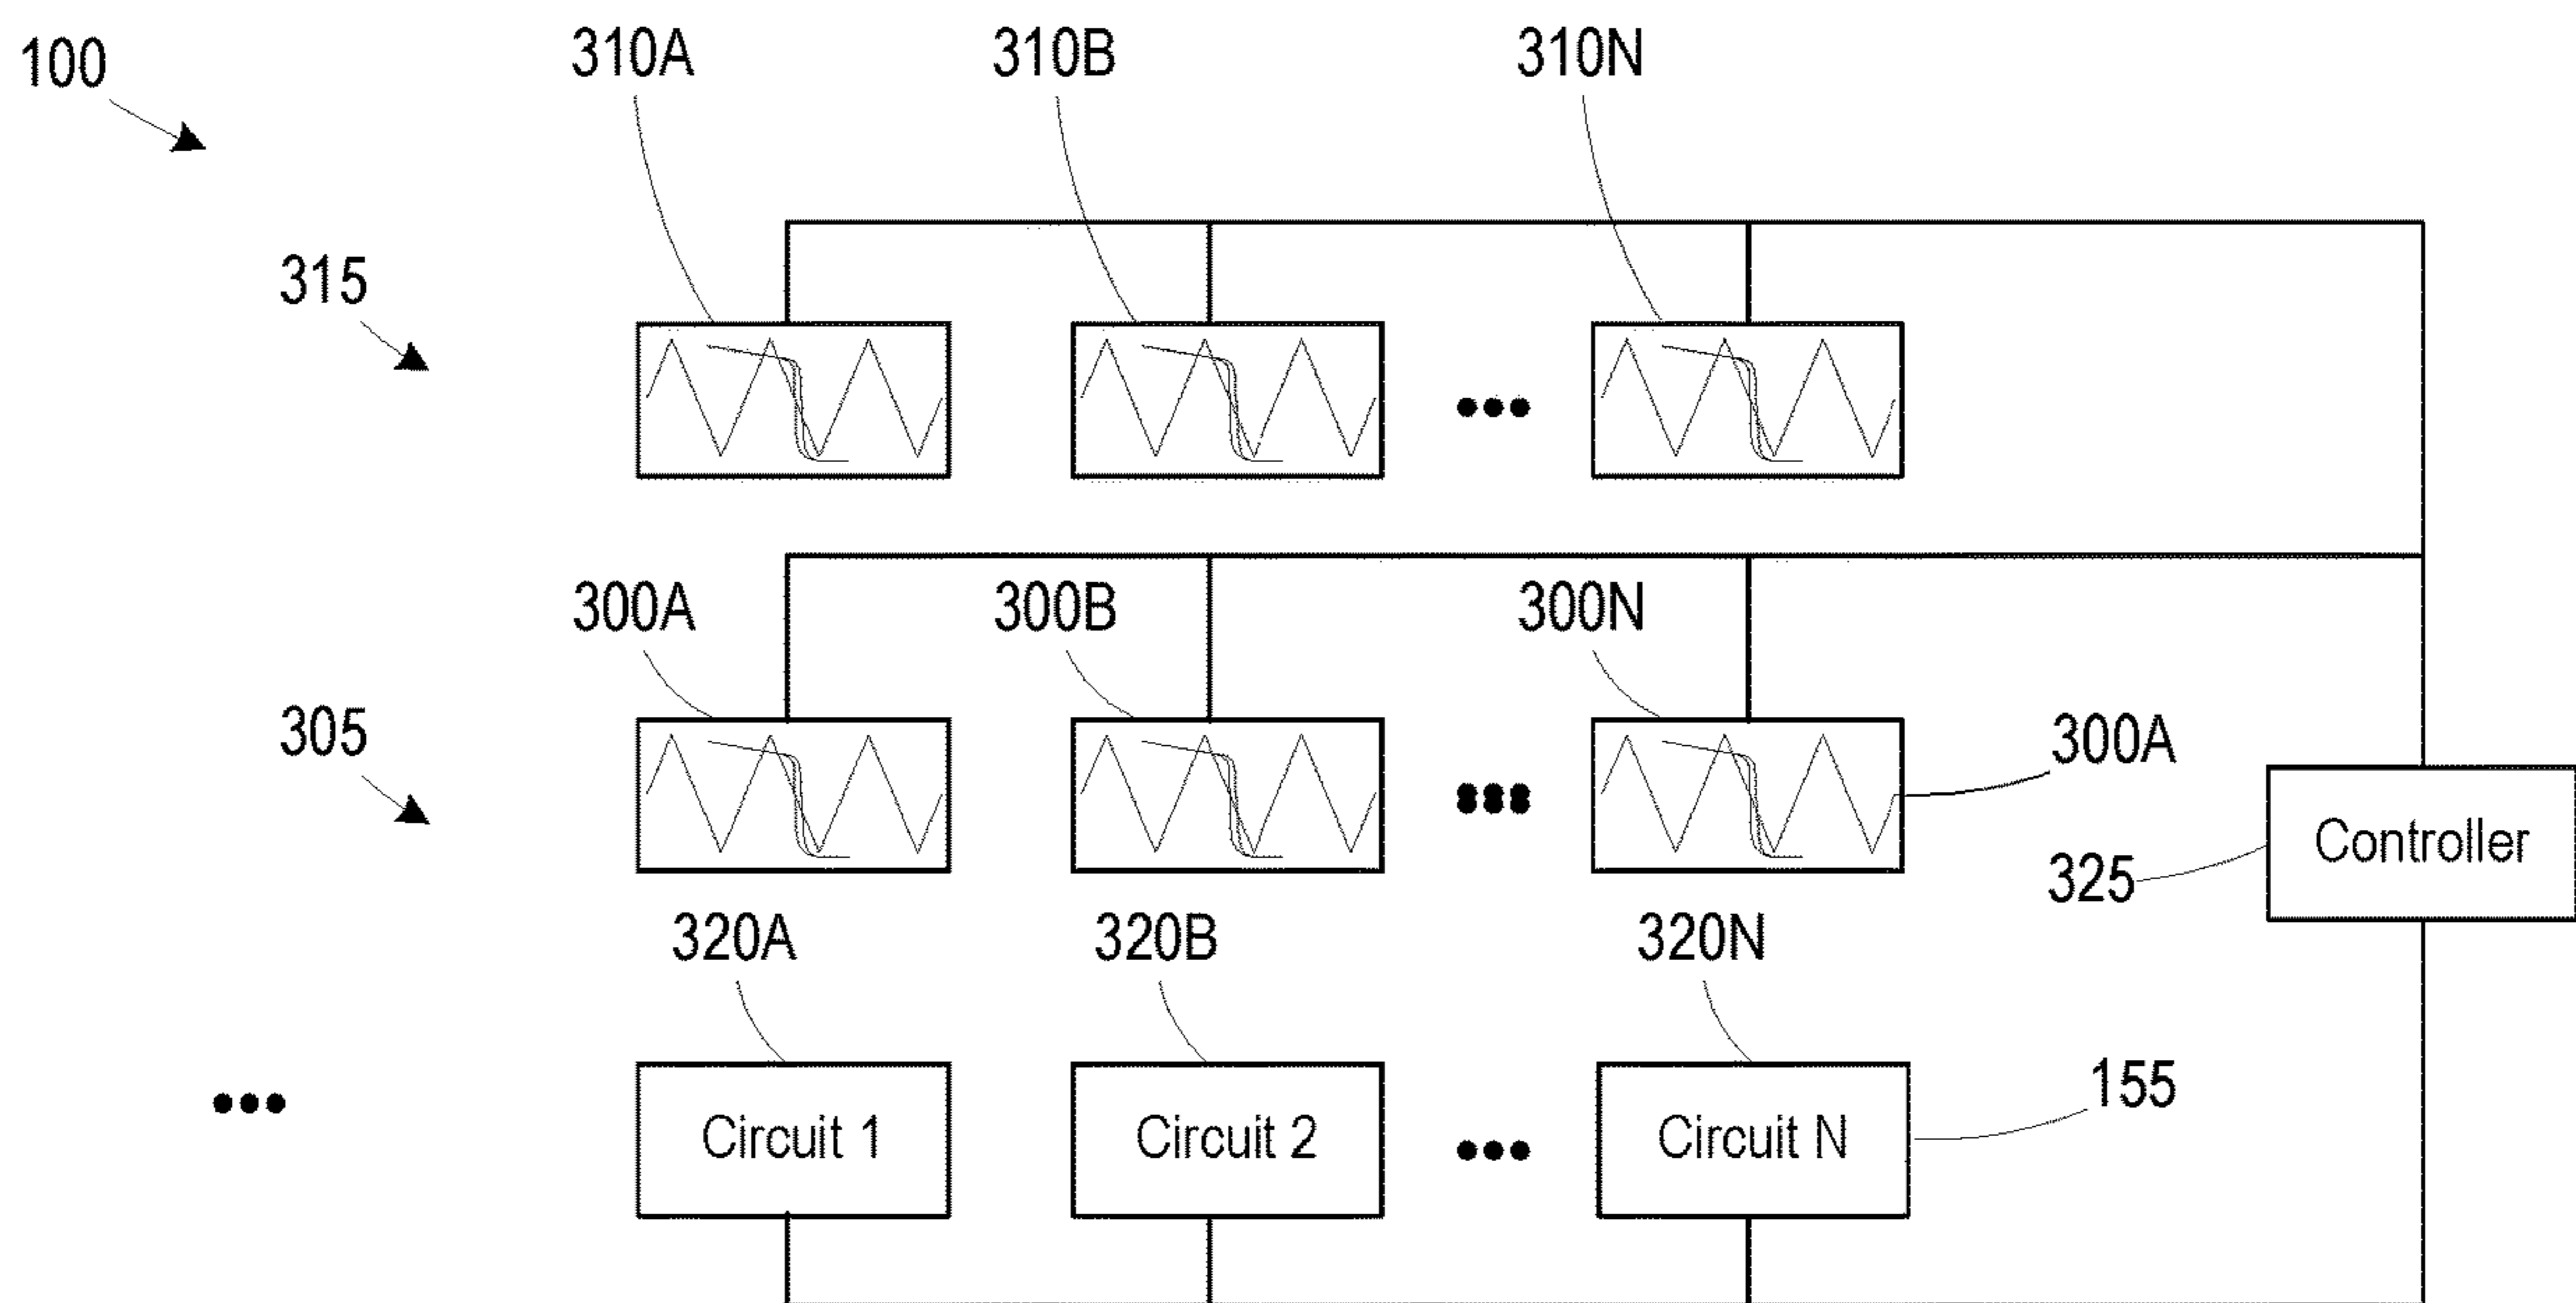 100
310A
310B
310N
315
300A
300B
300N
305
300A
Controller
325
320A
320B
320N
155
Circuit 1
Circuit 2
Circuit N